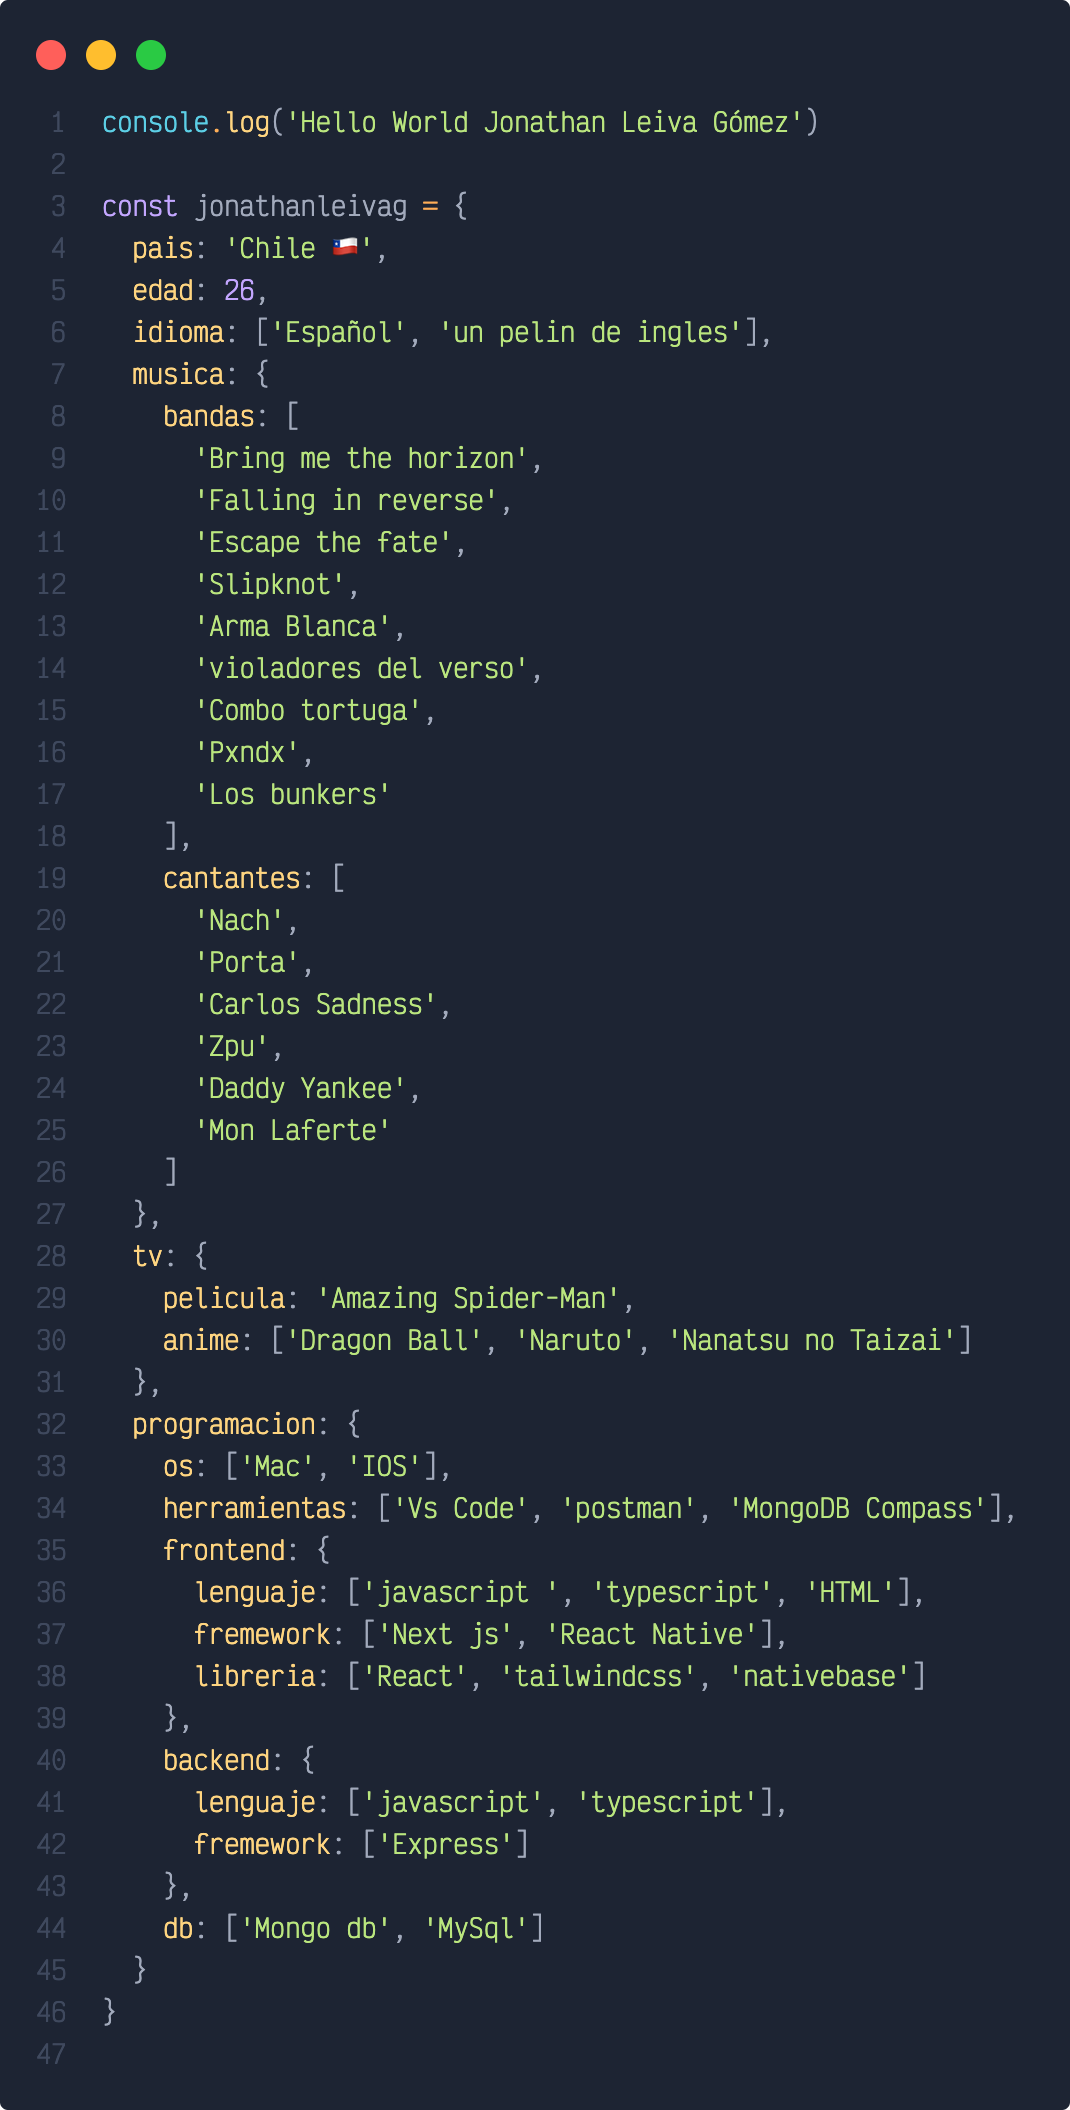 1 console.log('Hello World Jonathan Leiva Gómez')
2
3 const jonathanleivag = {
4   pais: 'Chile 🇨🇱',
5   edad: 26,
6   idioma: ['Español', 'un pelin de ingles'],
7   musica: {
8     bandas: [
9       'Bring me the horizon',
10       'Falling in reverse',
11       'Escape the fate',
12       'Slipknot',
13       'Arma Blanca',
14       'violadores del verso',
15       'Combo tortuga',
16       'Pxndx',
17       'Los bunkers'
18     ],
19     cantantes: [
20       'Nach',
21       'Porta',
22       'Carlos Sadness',
23       'Zpu',
24       'Daddy Yankee',
25       'Mon Laferte'
26     ]
27   },
28   tv: {
29     pelicula: 'Amazing Spider-Man',
30     anime: ['Dragon Ball', 'Naruto', 'Nanatsu no Taizai']
31   },
32   programacion: {
33     os: ['Mac', 'IOS'],
34     herramientas: ['Vs Code', 'postman', 'MongoDB Compass'],
35     frontend: {
36       lenguaje: ['javascript ', 'typescript', 'HTML'],
37       fremework: ['Next js', 'React Native'],
38       libreria: ['React', 'tailwindcss', 'nativebase']
39     },
40     backend: {
41       lenguaje: ['javascript', 'typescript'],
42       fremework: ['Express']
43     },
44     db: ['Mongo db', 'MySql']
45   }
46 }
47